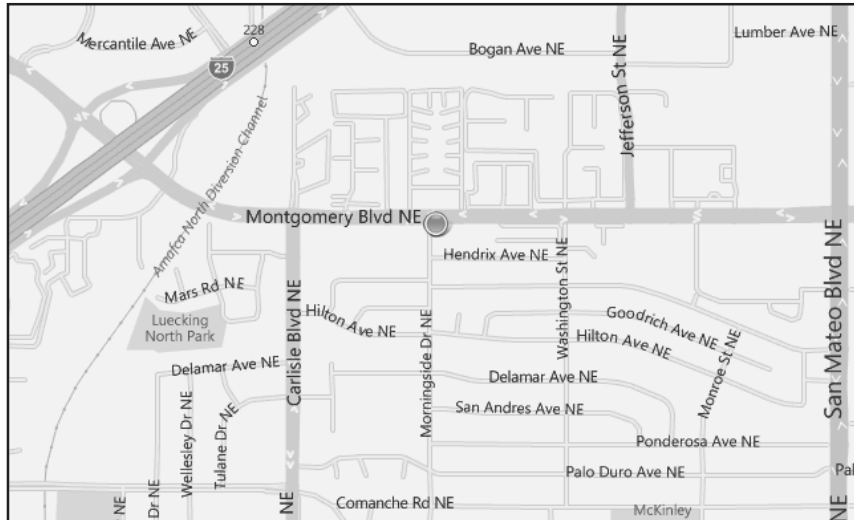 228
Mercantile Ave NE
25
Bogan Ave NE
Lumber Ave NE
Jefferson St NE
Amafca North Diversion Channel
Montgomery Blvd NE
Hendrix Ave NE
Washington St NE
Mars Rd NE
Luecking
North Park
Carlisle Blvd NE
Hilton Ave NE
Morningside Dr NE
Goodrich Ave NE
Hilton Ave NE
Monroe St NE
San Mateo Blvd NE
Delamar Ave NE
Delamar Ave NE
Wellesley Dr NE
Tulane Dr NE
San Andres Ave NE
Ponderosa Ave NE
Palo Duro Ave NE
Pal
Comanche Rd NE
McKinley
NE
Dr NE
NE
NE